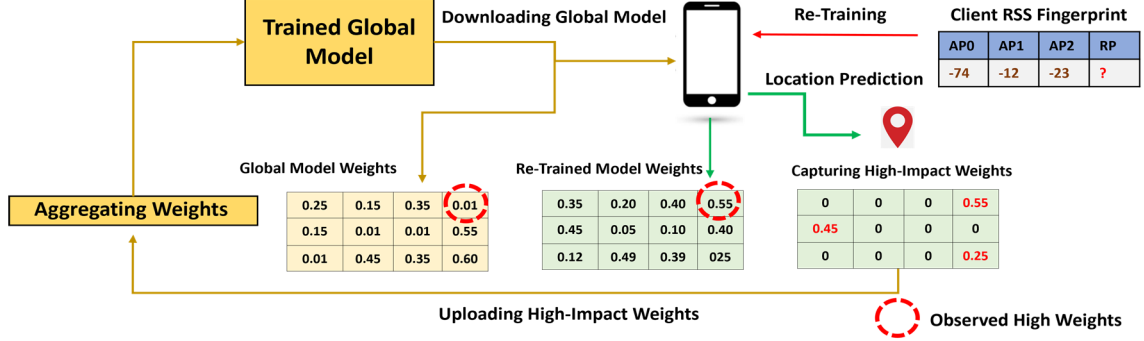 Trained Global
Model
Downloading Global Model
Re-Training
Client RSS Fingerprint
AP0 AP1 AP2 RP
-74 -12 -23 ?
Location Prediction
Global Model Weights
Re-Trained Model Weights
Capturing High-Impact Weights
Aggregating Weights
0.25 0.15 0.35 0.01
0.15 0.01 0.01 0.55
0.01 0.45 0.35 0.60
0.35 0.20 0.40 0.55
0.45 0.05 0.10 0.40
0.12 0.49 0.39 025
0 0 0 0.55
0.45 0 0 0
0 0 0 0.25
Uploading High-Impact Weights
Observed High Weights